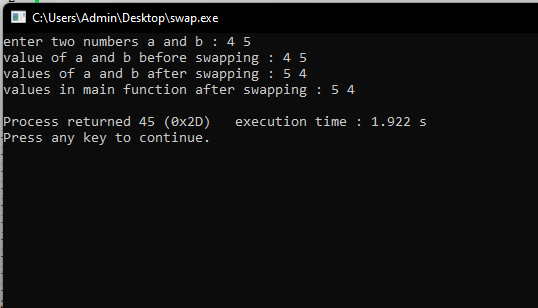 C:\Users\Admin\Desktop\swap.exe
enter two numbers a and b : 4 5
value of a and b before swapping : 4 5
values of a and b after swapping : 5 4
values in main function after swapping : 5 4
Process returned 45 (0x2D)   execution time : 1.922 s
Press any key to continue.